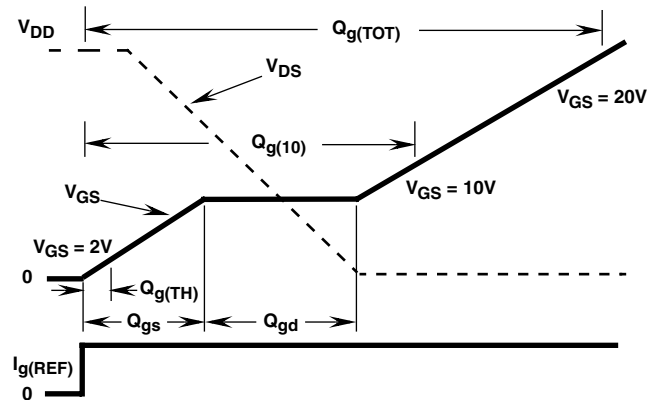 V_DD
Q_g(TOT)
V_DS
V_GS = 20V
Q_g(10)
V_GS
V_GS = 10V
V_GS = 2V
0
Q_g(TH)
Q_gs
Q_gd
I_g(REF)
0